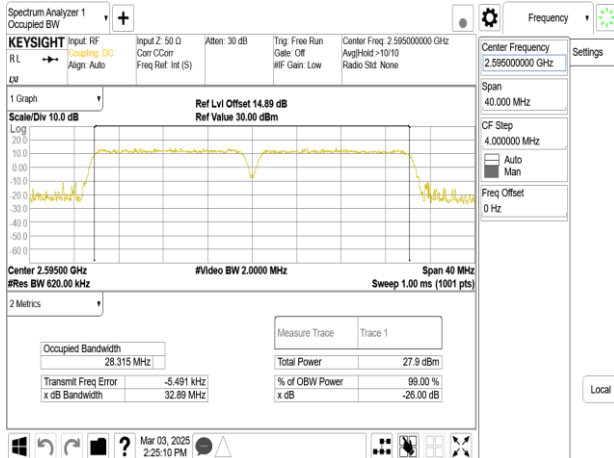 Spectrum Analyzer 1
Occupied BW
+
Frequency
KEYSIGHT
RL
LXI
Input: RF
Coupling: DC
Align: Auto
Input Z: 50 Ω
Corr CCorr
Freq Ref: Int (S)
Atten: 30 dB
Trig: Free Run
Gate: Off
#IF Gain: Low
Center Freq: 2.595000000 GHz
Avg|Hold:>10/10
Radio Std: None
Center Frequency
2.595000000 GHz
Settings
Span
40.000 MHz
CF Step
4.000000 MHz
Auto
Man
Freq Offset
0 Hz
Local
1 Graph
Scale/Div 10.0 dB
Ref Lvl Offset 14.89 dB
Ref Value 30.00 dBm
Log
20.0
10.0
0.00
-10.0
-20.0
-30.0
-40.0
-50.0
-60.0
Center 2.59500 GHz
#Video BW 2.0000 MHz
Span 40 MHz
#Res BW 620.00 kHz
Sweep 1.00 ms (1001 pts)
2 Metrics
Measure Trace Trace 1
Occupied Bandwidth
28.315 MHz
Total Power 27.9 dBm
Transmit Freq Error -5.491 kHz
% of OBW Power 99.00 %
x dB Bandwidth 32.89 MHz
x dB -26.00 dB
?
Mar 03, 2025
2:25:10 PM